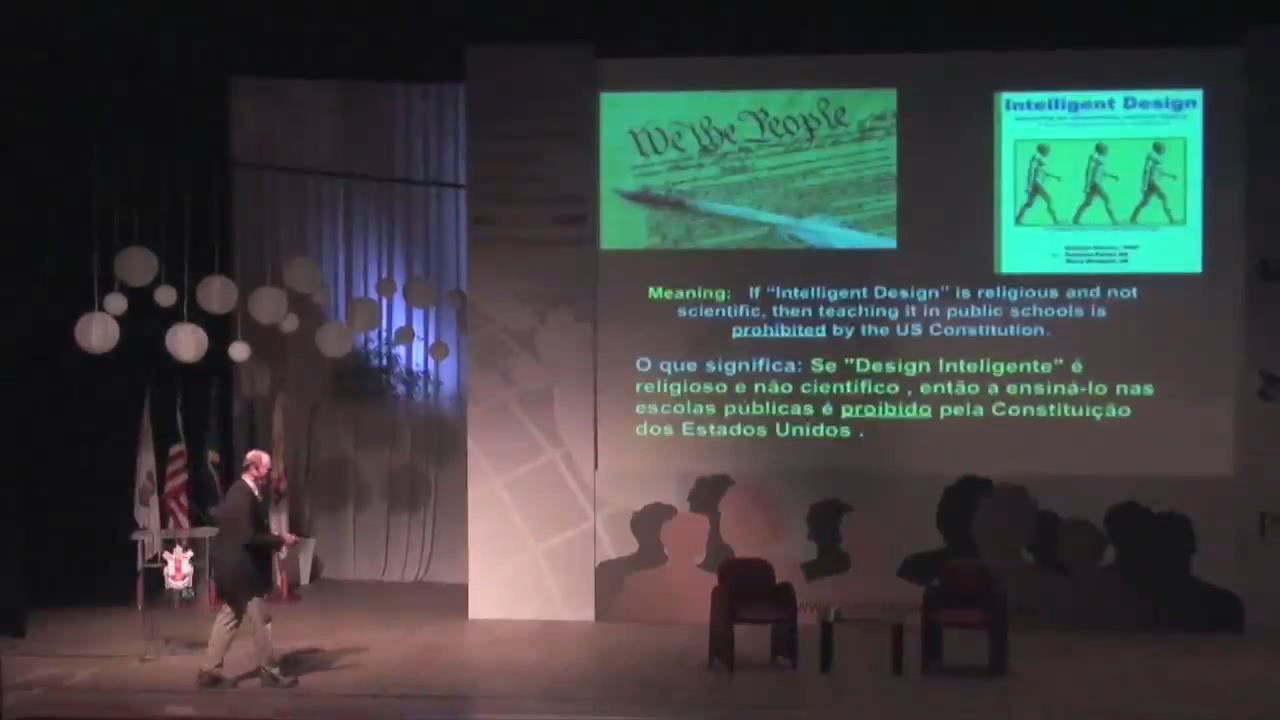 We the People
Intelligent Design
Meaning: If “Intelligent Design” is religious and not
scientific, then teaching it in public schools is
prohibited by the US Constitution.
O que significa: Se "Design Inteligente" é
religioso e não científico , então a ensiná-lo nas
escolas públicas é proibido pela Constituição
dos Estados Unidos .